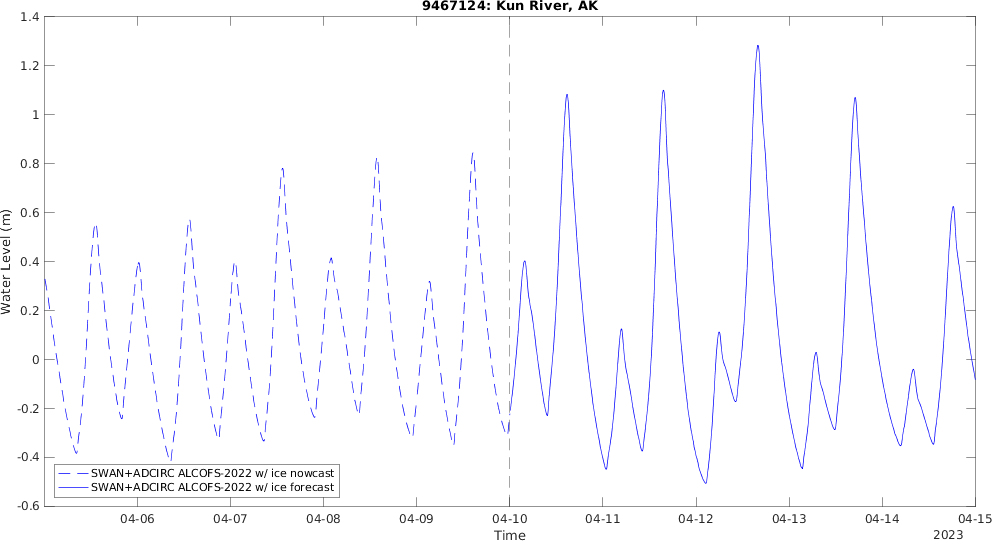 9467124: Kun River, AK
Water Level (m)
1.4
1.2
1
0.8
0.6
0.4
0.2
0
-0.2
-0.4
-0.6
SWAN+ADCIRC ALCOFS-2022 w/ ice nowcast
SWAN+ADCIRC ALCOFS-2022 w/ ice forecast
04-06 04-07 04-08 04-09 04-10 04-11 04-12 04-13 04-14 04-15
Time
2023